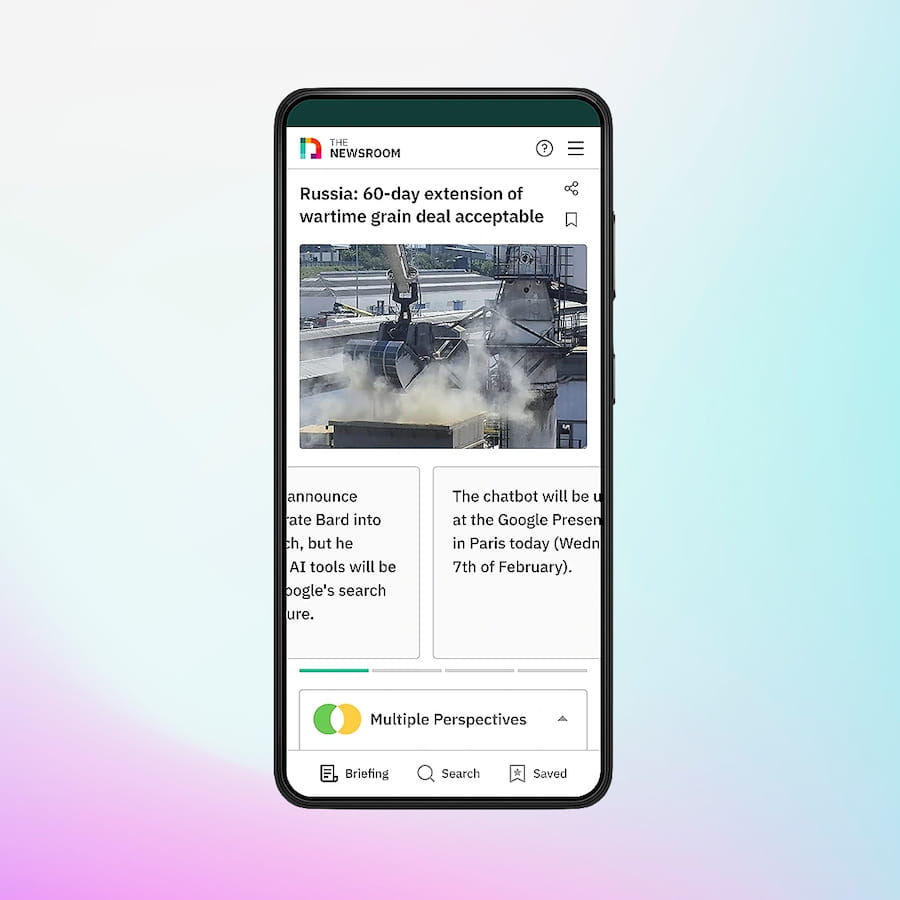 THE
NEWSROOM
Russia: 60-day extension of
wartime grain deal acceptable
announce
rate Bard into
ch, but he
AI tools will be
oogle's search
ure.
The chatbot will be u
at the Google Presen
in Paris today (Wedn
7th of February).
Multiple Perspectives
Briefing
Search
Saved